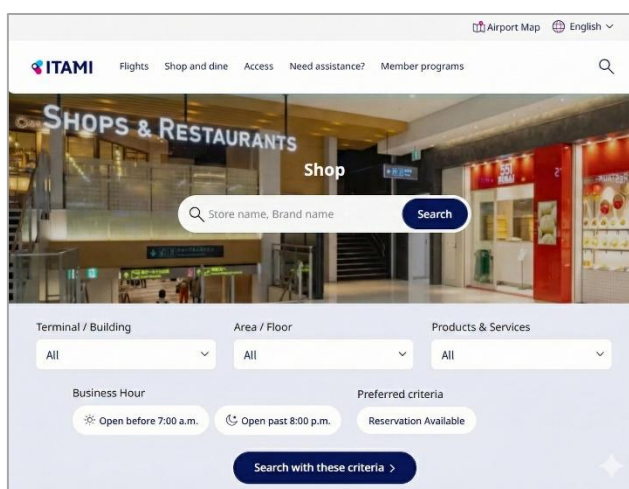 Airport Map English
ITAMI Flights Shop and dine Access Need assistance? Member programs
SHOPS & RESTAURANTS
Shop
Store name, Brand name Search
Terminal / Building Area / Floor Products & Services
All All All
Business Hour Preferred criteria
Open before 7:00 a.m. Open past 8:00 p.m. Reservation Available
Search with these criteria >